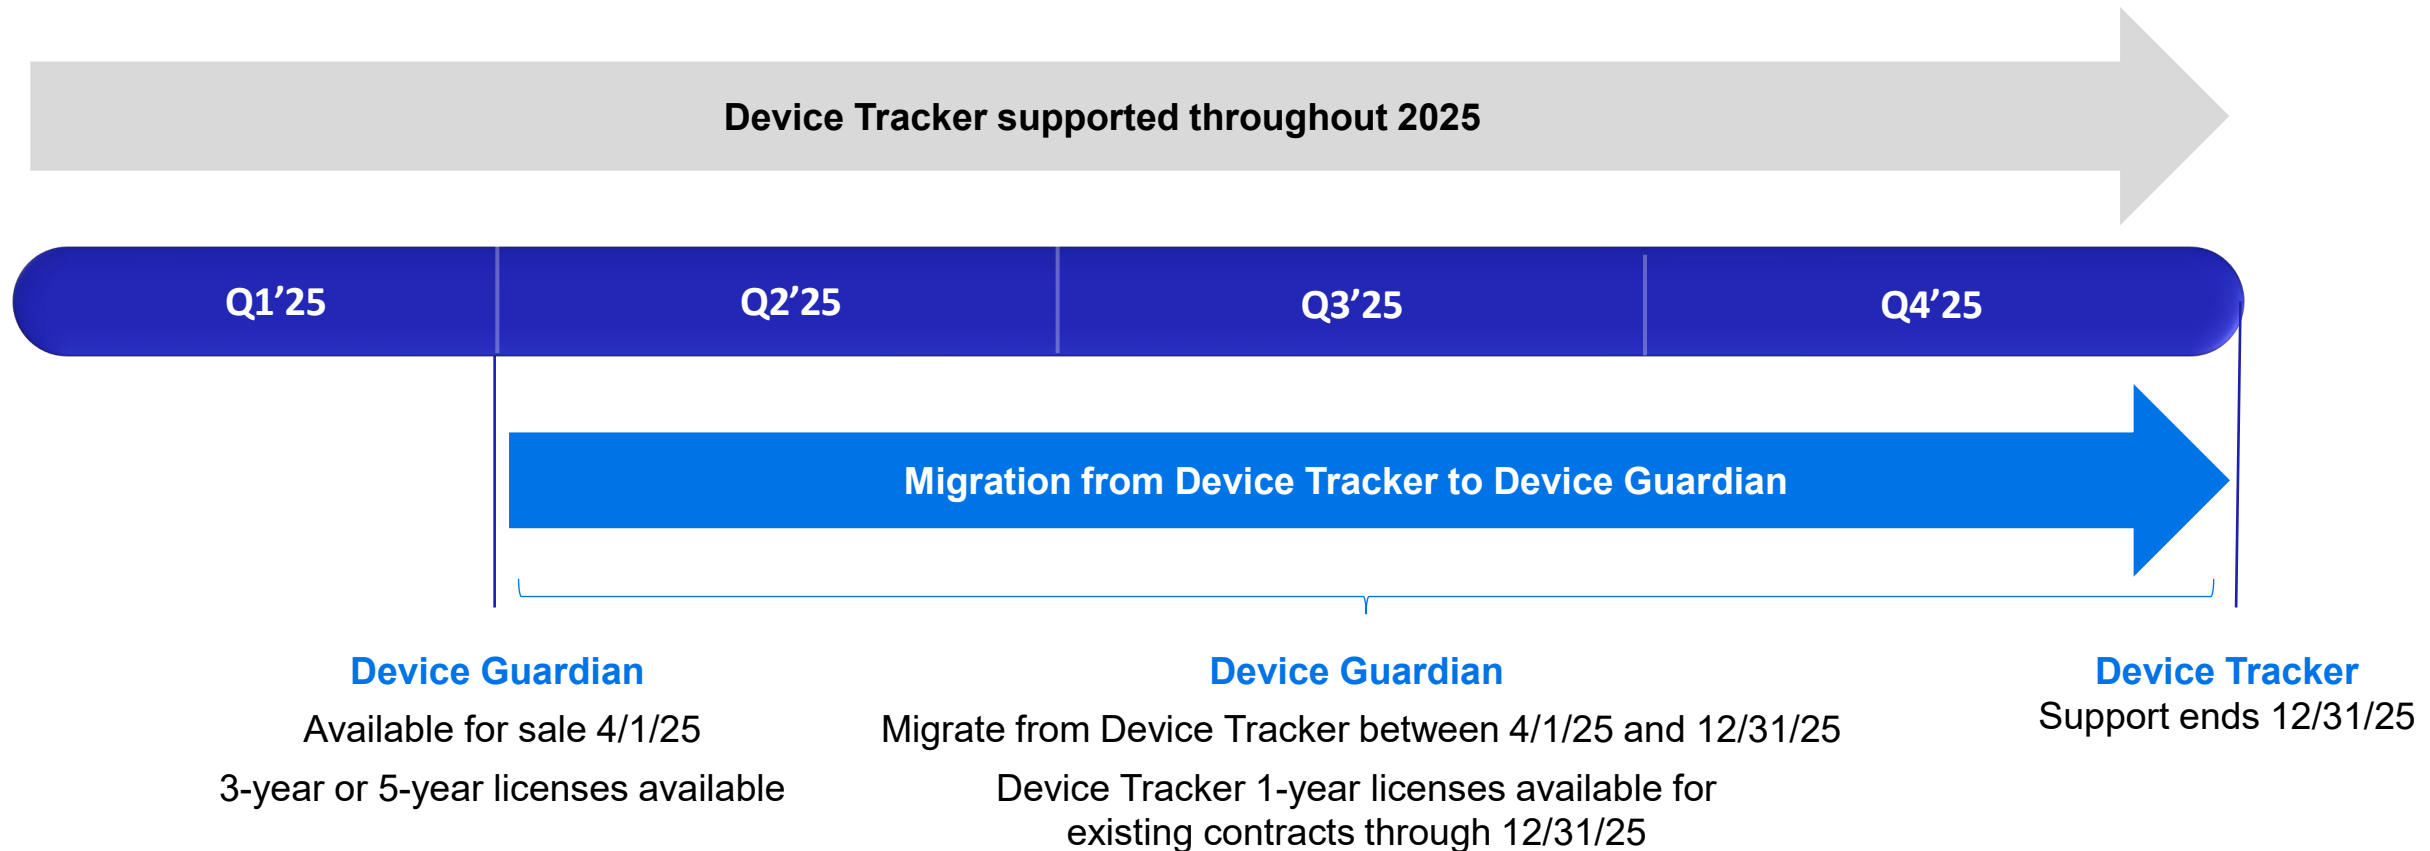 Device Tracker supported throughout 2025
Q1’25
Q2’25
Q3’25
Q4’25
Migration from Device Tracker to Device Guardian
Device Guardian
Available for sale 4/1/25
3-year or 5-year licenses available
Device Guardian
Migrate from Device Tracker between 4/1/25 and 12/31/25
Device Tracker 1-year licenses available for
existing contracts through 12/31/25
Device Tracker
Support ends 12/31/25